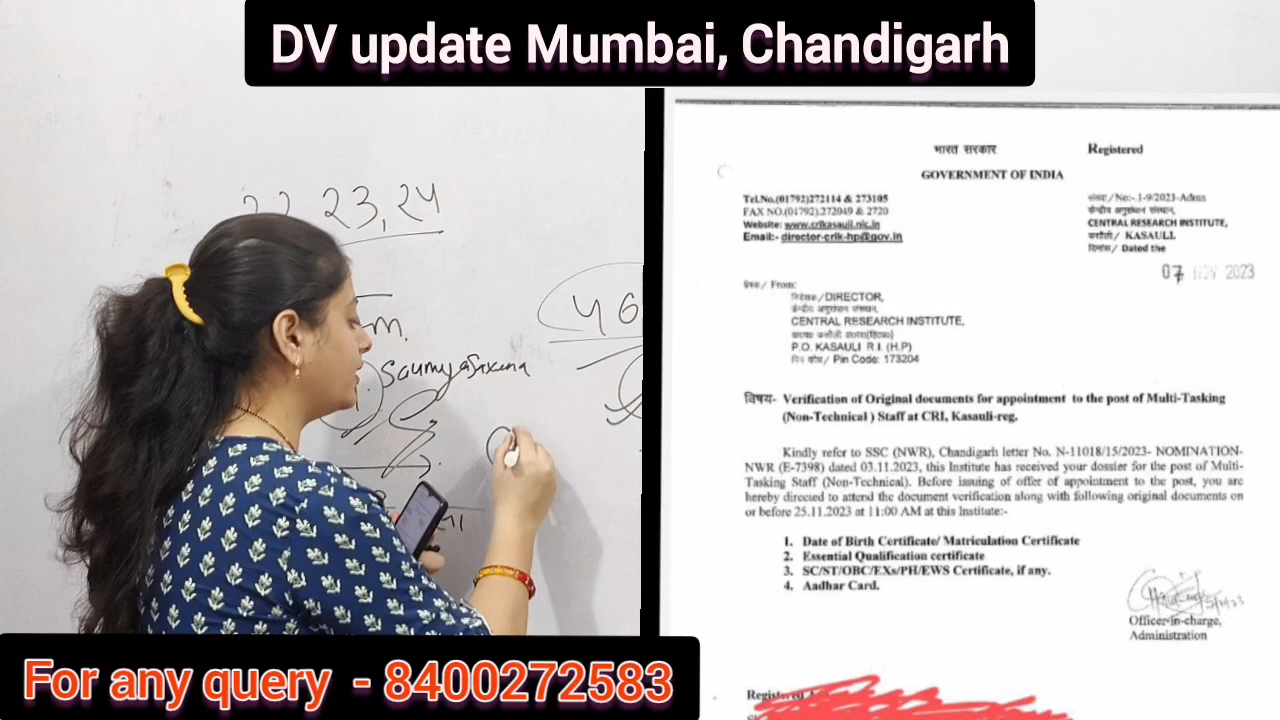 DV update Mumbai, Chandigarh
23, 24
m.
Saumya Saxena
46
भारत सरकार
Registered
GOVERNMENT OF INDIA
Tel.No.(01792)272114 & 273105
FAX NO.(01792).272049 & 2720
Website: www.crikasauli.nic.in
Email:- director-crik-hp@gov.in
संख्या:/No:-.1-9/2023-Admn
केन्द्रीय अनुसंधान संस्थान,
CENTRAL RESEARCH INSTITUTE,
कसौली/ KASAULI.
दिनांक/ Dated the
07 NOV 2023
प्रेषक/ From:
निदेशक/DIRECTOR,
केन्द्रीय अनुसंधान संस्थान,
CENTRAL RESEARCH INSTITUTE,
P.O. KASAULI R.I. (H.P)
पिन कोड/ Pin Code: 173204
विषय- Verification of Original documents for appointment to the post of Multi-Tasking
(Non-Technical ) Staff at CRI, Kasauli-reg.
Kindly refer to SSC (NWR), Chandigarh letter No. N-11018/15/2023- NOMINATION-
NWR (E-7398) dated 03.11.2023, this Institute has received your dossier for the post of Multi-
Tasking Staff (Non-Technical). Before issuing of offer of appointment to the post, you are
hereby directed to attend the document verification along with following original documents on
or before 25.11.2023 at 11:00 AM at this Institute:-
1. Date of Birth Certificate/ Matriculation Certificate
2. Essential Qualification certificate
3. SC/ST/OBC/EXs/PH/EWS Certificate, if any.
4. Aadhar Card.
Officer-in-charge,
Administration
Registered
For any query - 8400272583